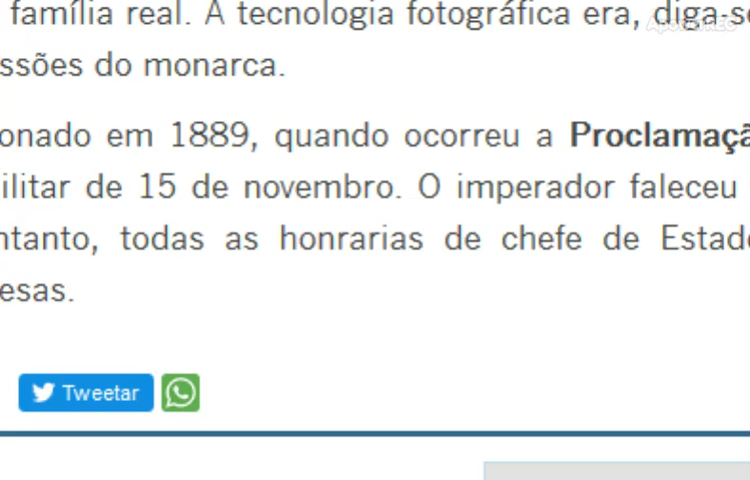 família real. A tecnologia fotográfica era, diga-se
ssões do monarca.
onado em 1889, quando ocorreu a Proclamaçã
ilitar de 15 de novembro. O imperador faleceu
ntanto, todas as honrarias de chefe de Estado
esas.
Tweetar